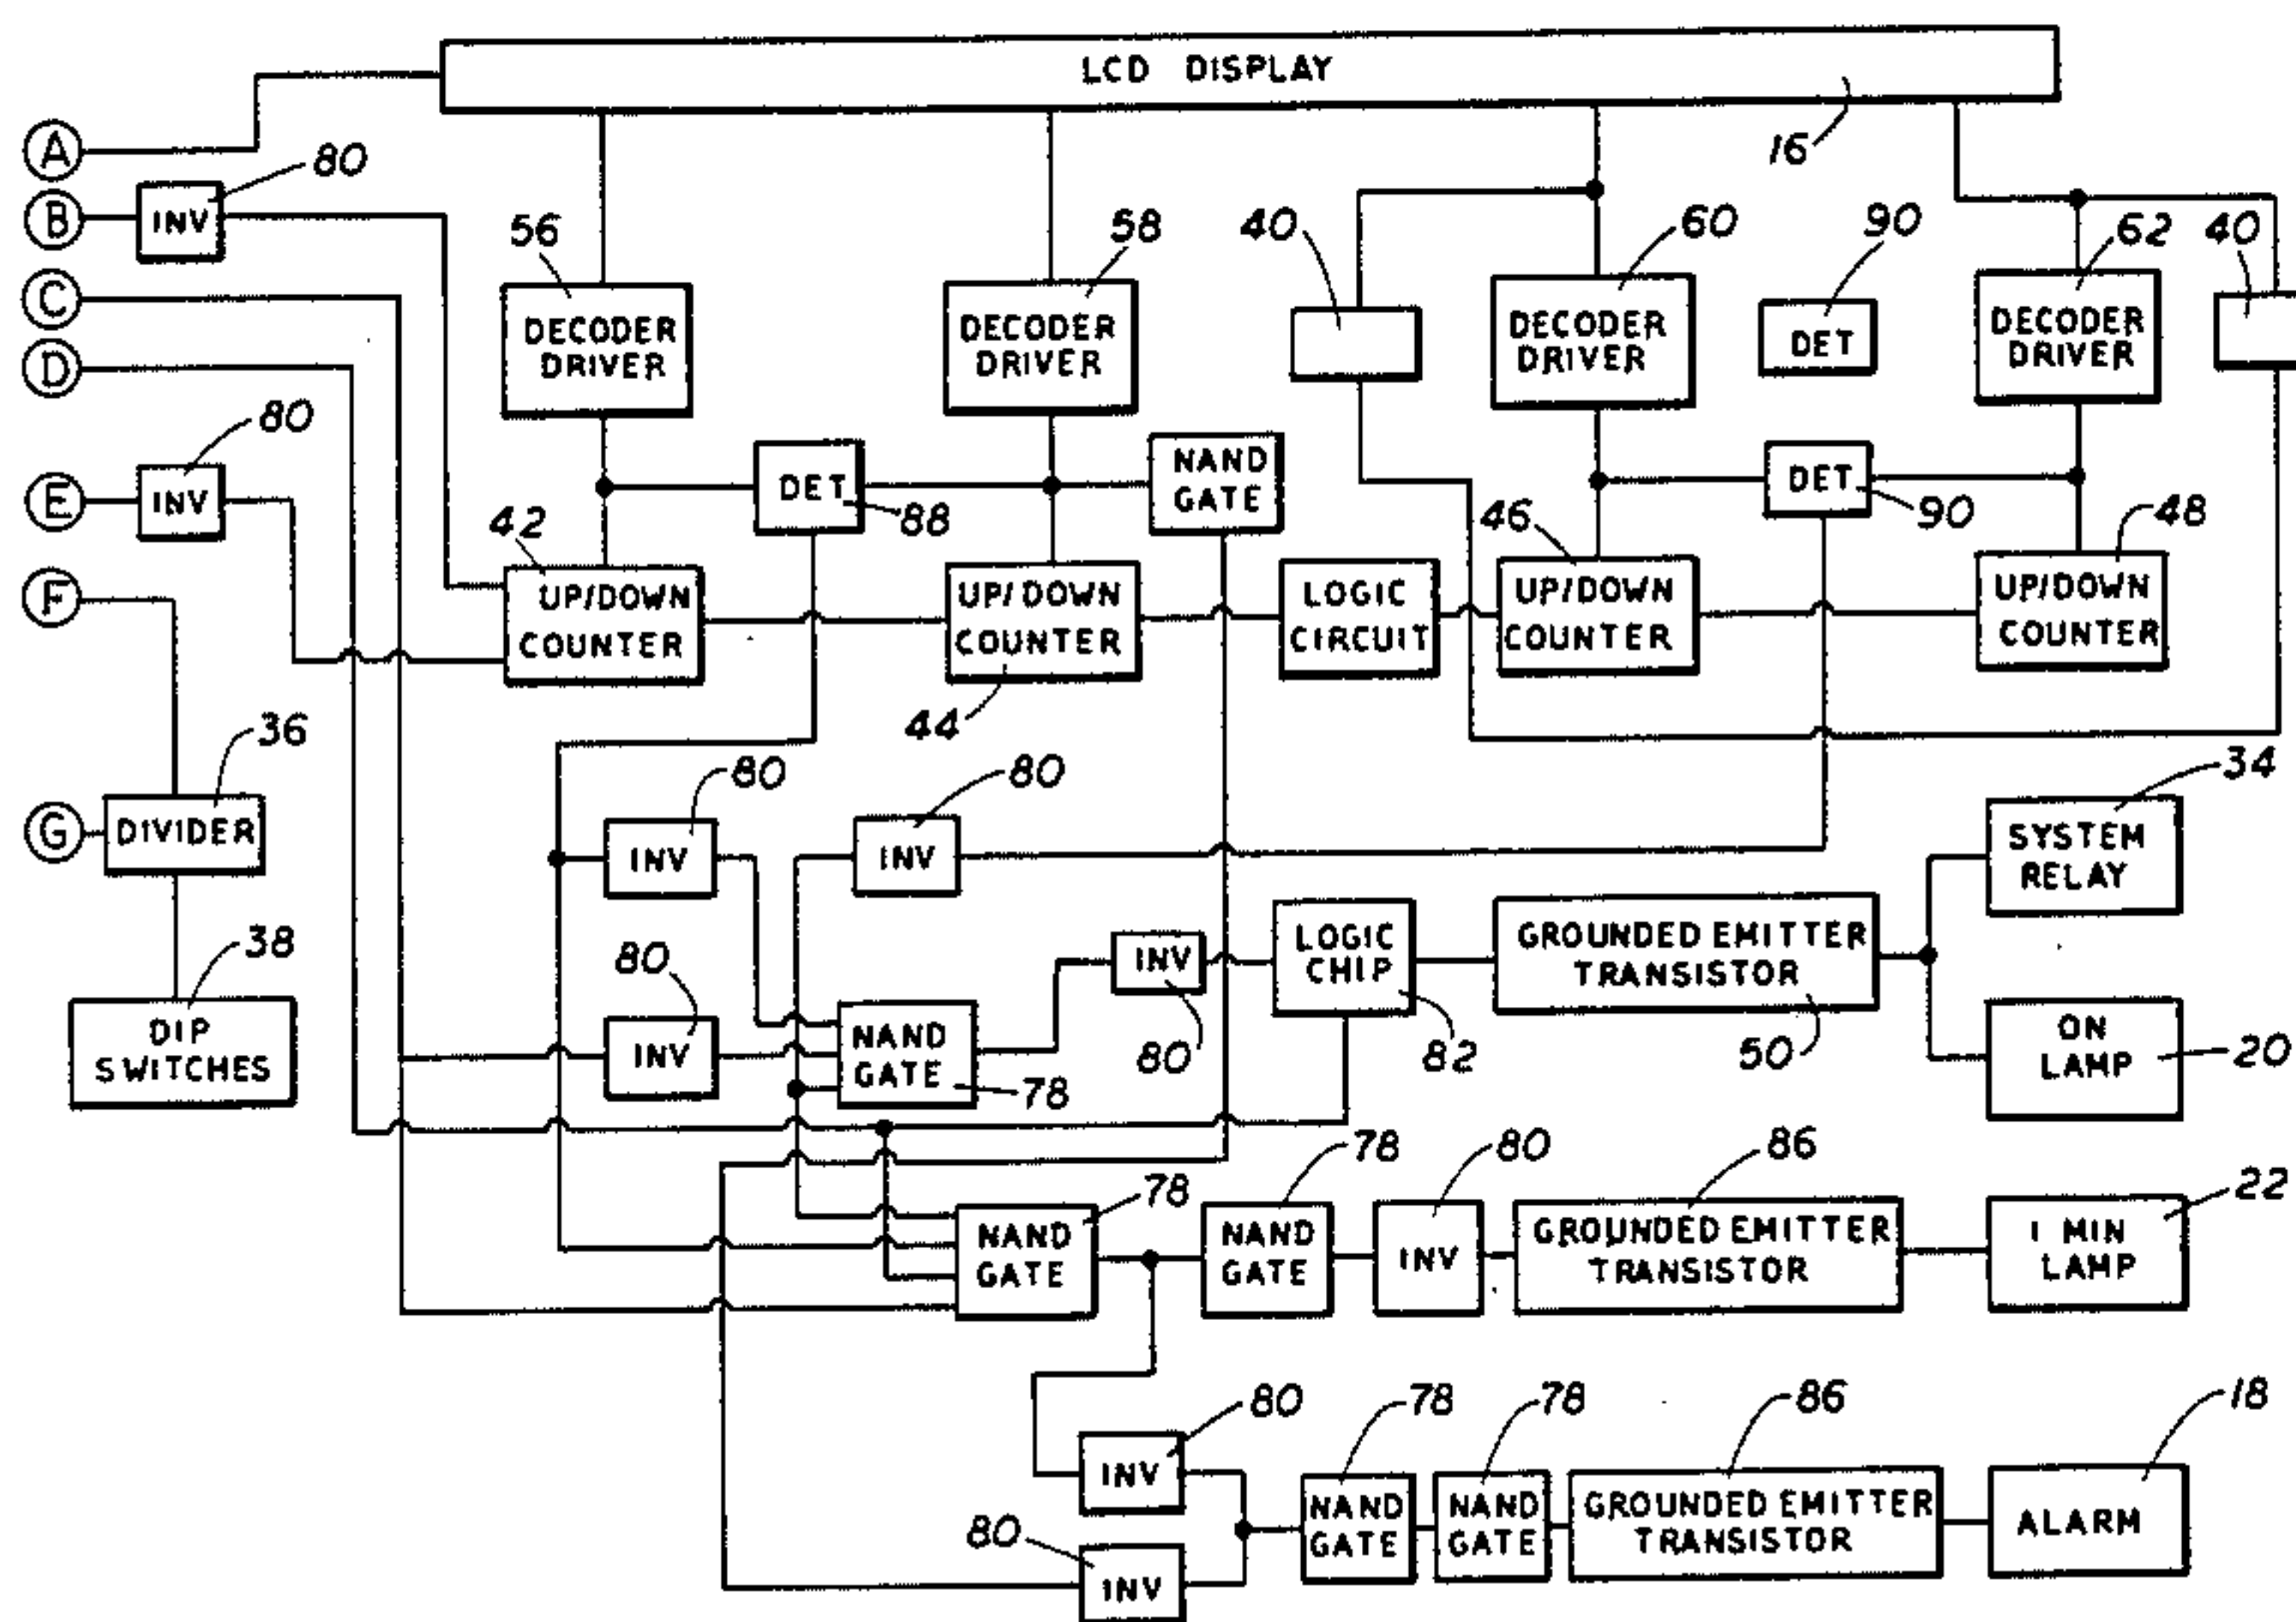 LCD DISPLAY
16
A
B
C
D
E
F
G
80
INV
80
INV
56
DECODER
DRIVER
58
DECODER
DRIVER
40
60
DECODER
DRIVER
90
DET
62
DECODER
DRIVER
40
DET
88
NAND
GATE
DET
90
42
UP/DOWN
COUNTER
UP/DOWN
COUNTER
44
LOGIC
CIRCUIT
46
UP/DOWN
COUNTER
48
UP/DOWN
COUNTER
36
DIVIDER
38
DIP
SWITCHES
80
INV
80
INV
80
INV
NAND
GATE
78
INV
80
LOGIC
CHIP
82
GROUNDED EMITTER
TRANSISTOR
50
34
SYSTEM
RELAY
ON
LAMP
20
78
NAND
GATE
78
NAND
GATE
80
INV
86
GROUNDED EMITTER
TRANSISTOR
22
1 MIN
LAMP
80
INV
80
INV
78
NAND
GATE
78
NAND
GATE
86
GROUNDED EMITTER
TRANSISTOR
18
ALARM